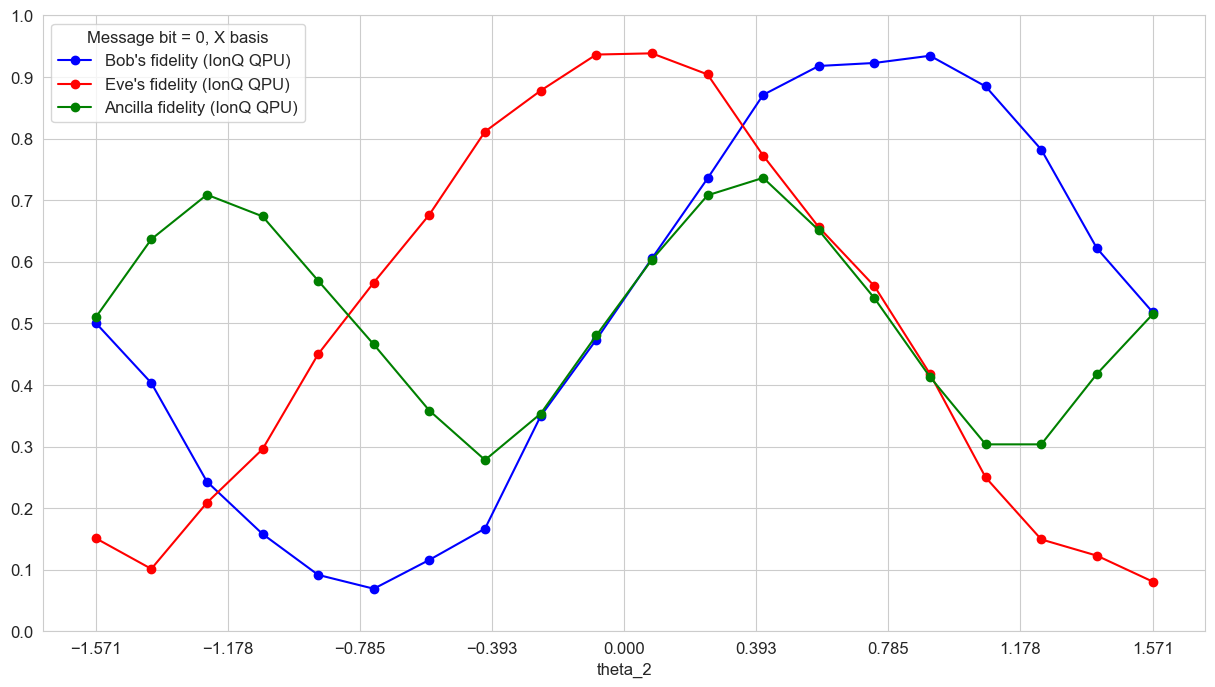 Message bit = 0, X basis
Bob's fidelity (IonQ QPU)
Eve's fidelity (IonQ QPU)
Ancilla fidelity (IonQ QPU)
1.0
0.9
0.8
0.7
0.6
0.5
0.4
0.3
0.2
0.1
0.0
−1.571 −1.178 −0.785 −0.393 0.000 0.393 0.785 1.178 1.571
theta_2